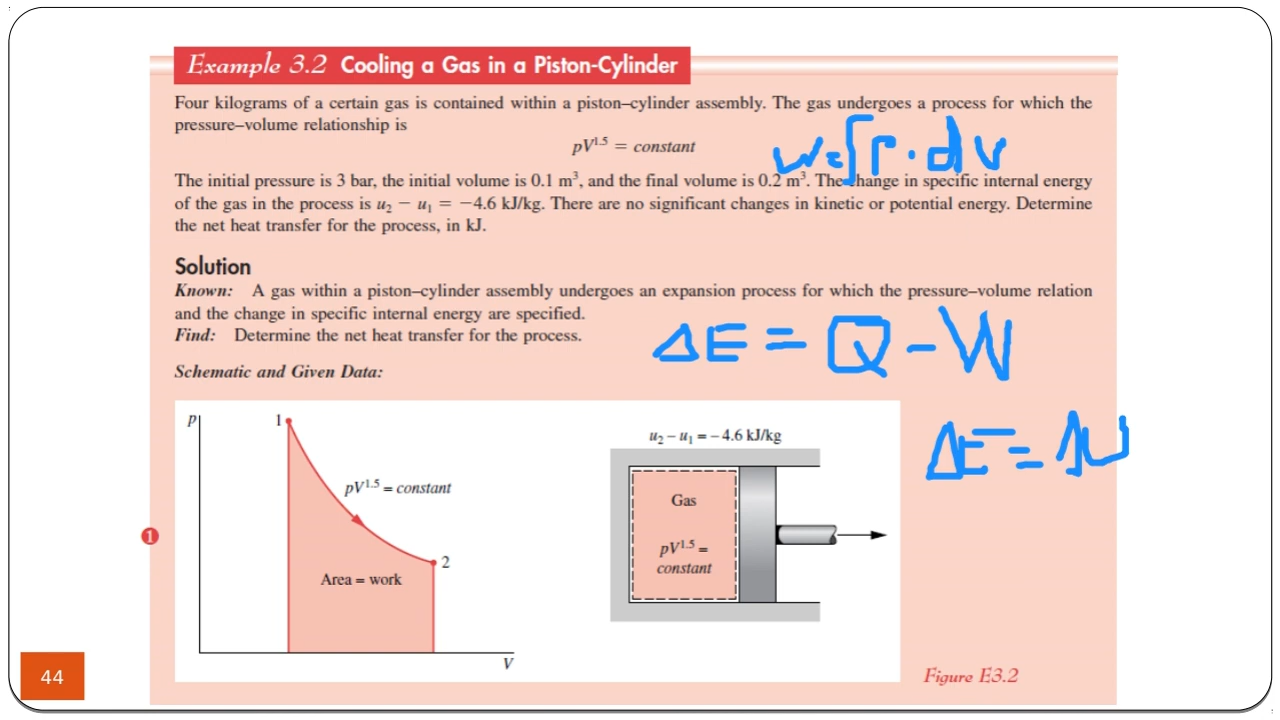 Example 3.2 Cooling a Gas in a Piston-Cylinder
Four kilograms of a certain gas is contained within a piston–cylinder assembly. The gas undergoes a process for which the
pressure–volume relationship is
pV^1.5 = constant
W=∫P·dV
The initial pressure is 3 bar, the initial volume is 0.1 m³, and the final volume is 0.2 m³. The change in specific internal energy
of the gas in the process is u₂ − u₁ = −4.6 kJ/kg. There are no significant changes in kinetic or potential energy. Determine
the net heat transfer for the process, in kJ.
Solution
Known: A gas within a piston–cylinder assembly undergoes an expansion process for which the pressure–volume relation
and the change in specific internal energy are specified.
Find: Determine the net heat transfer for the process.
ΔE = Q − W
Schematic and Given Data:
ΔE = ΔU
p
1
pV^1.5 = constant
2
Area = work
V
u₂ − u₁ = −4.6 kJ/kg
Gas
pV^1.5 =
constant
1
Figure E3.2
44